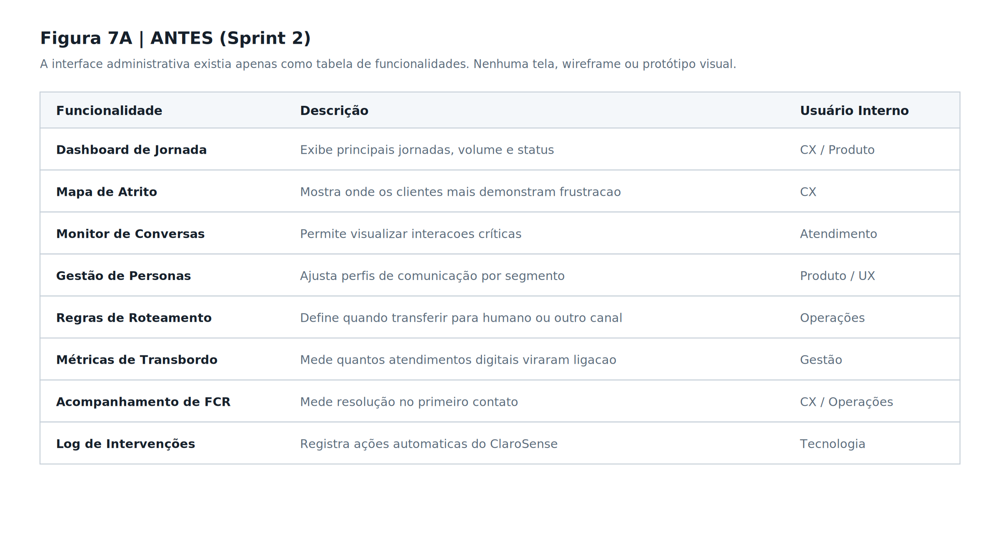 Figura 7A | ANTES (Sprint 2)
A interface administrativa existia apenas como tabela de funcionalidades. Nenhuma tela, wireframe ou protótipo visual.
Funcionalidade Descrição Usuário Interno
Dashboard de Jornada Exibe principais jornadas, volume e status CX / Produto
Mapa de Atrito Mostra onde os clientes mais demonstram frustracao CX
Monitor de Conversas Permite visualizar interacoes críticas Atendimento
Gestão de Personas Ajusta perfis de comunicação por segmento Produto / UX
Regras de Roteamento Define quando transferir para humano ou outro canal Operações
Métricas de Transbordo Mede quantos atendimentos digitais viraram ligacao Gestão
Acompanhamento de FCR Mede resolução no primeiro contato CX / Operações
Log de Intervenções Registra ações automaticas do ClaroSense Tecnologia